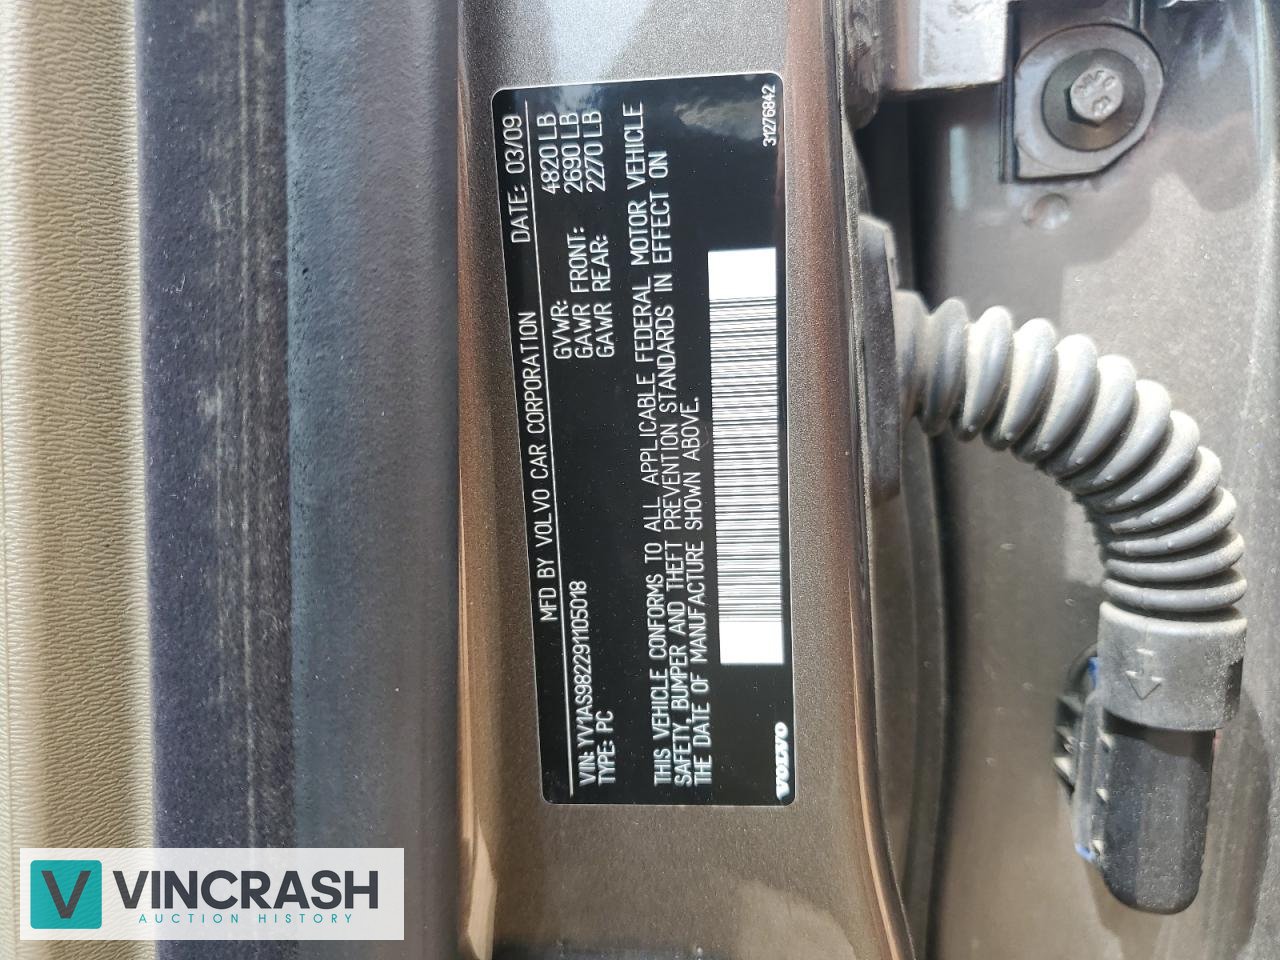 MFD BY VOLVO CAR CORPORATION DATE: 03/09
GVWR: 4820 LB
VIN: YV1AS982291105018 GAWR FRONT: 2690 LB
TYPE: PC GAWR REAR: 2270 LB
THIS VEHICLE CONFORMS TO ALL APPLICABLE FEDERAL MOTOR VEHICLE
SAFETY, BUMPER AND THEFT PREVENTION STANDARDS IN EFFECT ON
THE DATE OF MANUFACTURE SHOWN ABOVE.
VOLVO 31276842
V VINCRASH
AUCTION HISTORY